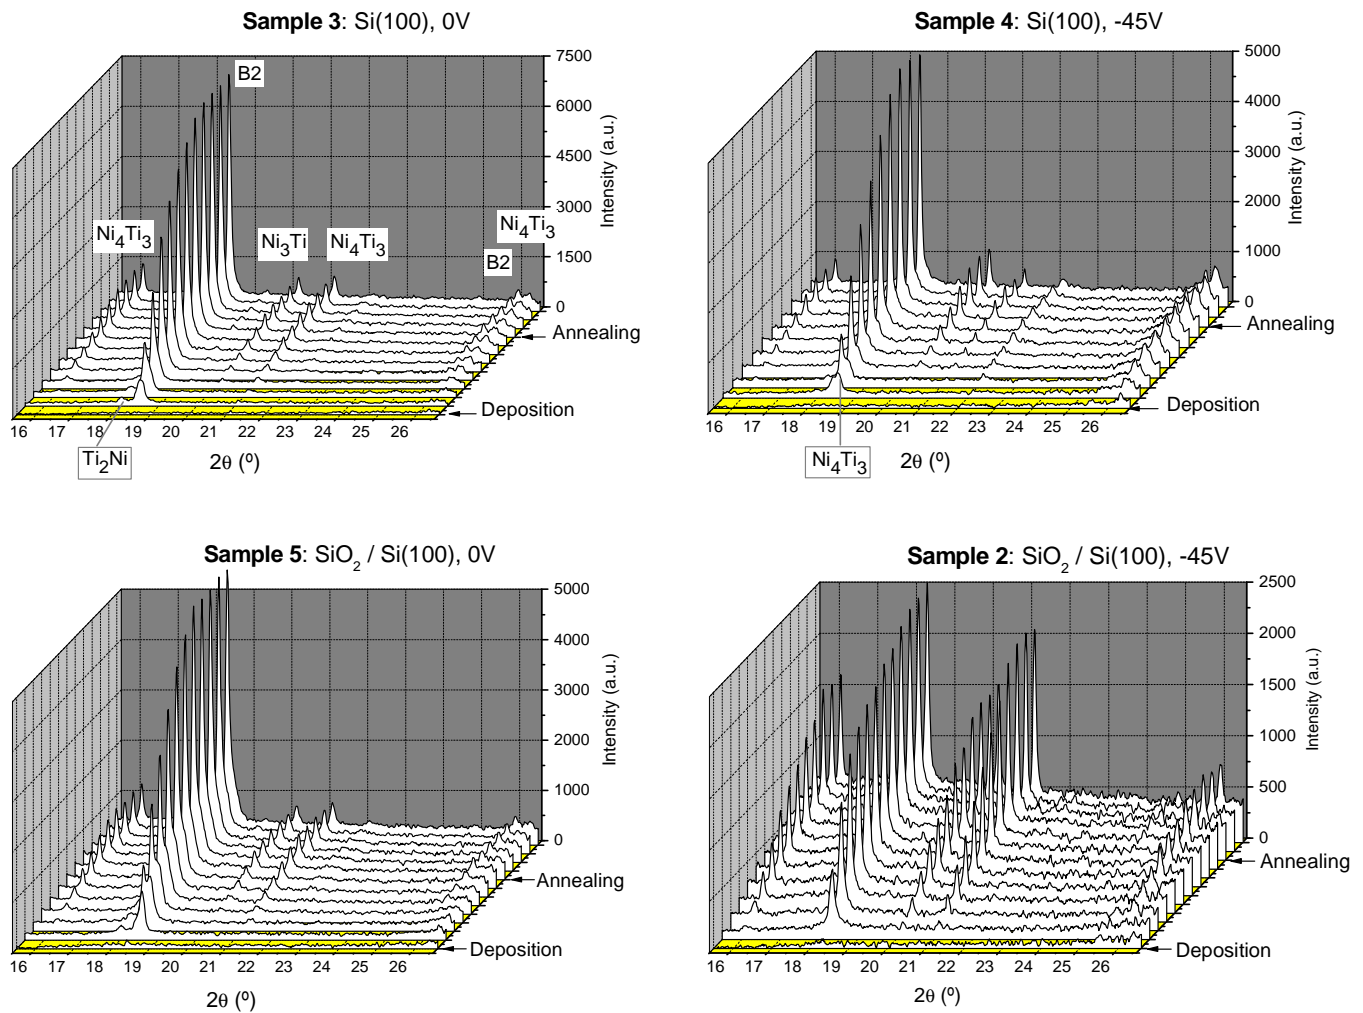 Sample 3: Si(100), 0V
7500
6000
4500
3000
1500
0
Intensity (a.u.)
B2
Ni4Ti3
Ni3Ti
Ni4Ti3
Ni4Ti3
B2
Annealing
Deposition
16 17 18 19 20 21 22 23 24 25 26
Ti2Ni
2θ (º)
Sample 4: Si(100), -45V
5000
4000
3000
2000
1000
0
Intensity (a.u.)
Annealing
Deposition
16 17 18 19 20 21 22 23 24 25 26
Ni4Ti3
2θ (º)
Sample 5: SiO2 / Si(100), 0V
5000
4000
3000
2000
1000
0
Intensity (a.u.)
Annealing
Deposition
16 17 18 19 20 21 22 23 24 25 26
2θ (º)
Sample 2: SiO2 / Si(100), -45V
2500
2000
1500
1000
500
0
Intensity (a.u.)
Annealing
Deposition
16 17 18 19 20 21 22 23 24 25 26
2θ (º)